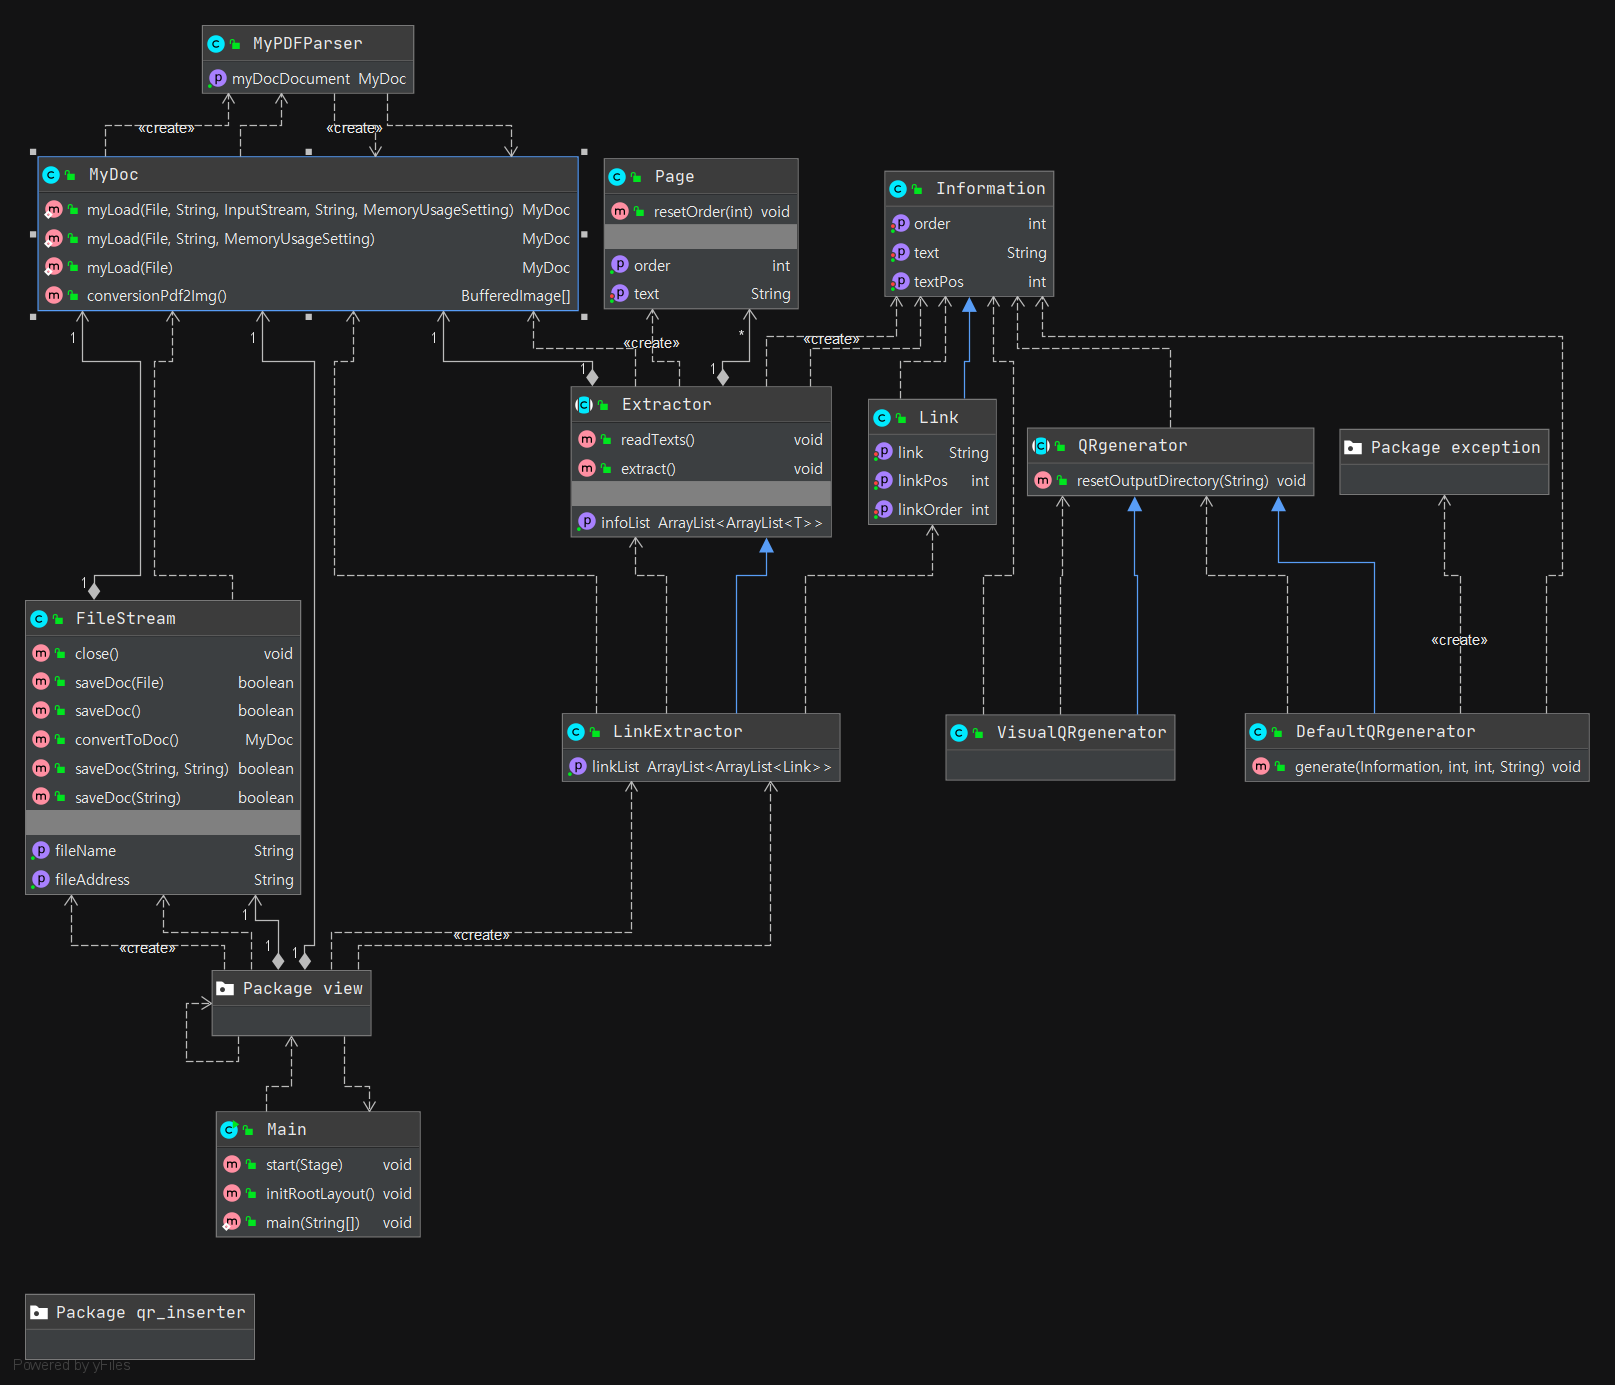 MyPDFParser
myDocDocument MyDoc
«create» «create»
MyDoc
myLoad(File, String, InputStream, String, MemoryUsageSetting) MyDoc
myLoad(File, String, MemoryUsageSetting) MyDoc
myLoad(File) MyDoc
conversionPdf2Img() BufferedImage[]
Page
resetOrder(int) void
order int
text String
Information
order int
text String
textPos int
1 1 1 * 
«create» «create»
1 1
Extractor
readTexts() void
extract() void
infoList ArrayList<ArrayList<T>>
Link
link String
linkPos int
linkOrder int
QRgenerator
resetOutputDirectory(String) void
Package exception
1
FileStream
close() void
saveDoc(File) boolean
saveDoc() boolean
convertToDoc() MyDoc
saveDoc(String, String) boolean
saveDoc(String) boolean
fileName String
fileAddress String
«create»
LinkExtractor
linkList ArrayList<ArrayList<Link>>
VisualQRgenerator
DefaultQRgenerator
generate(Information, int, int, String) void
1
«create» 1 1 «create»
Package view
Main
start(Stage) void
initRootLayout() void
main(String[]) void
Package qr_inserter
Powered by yFiles